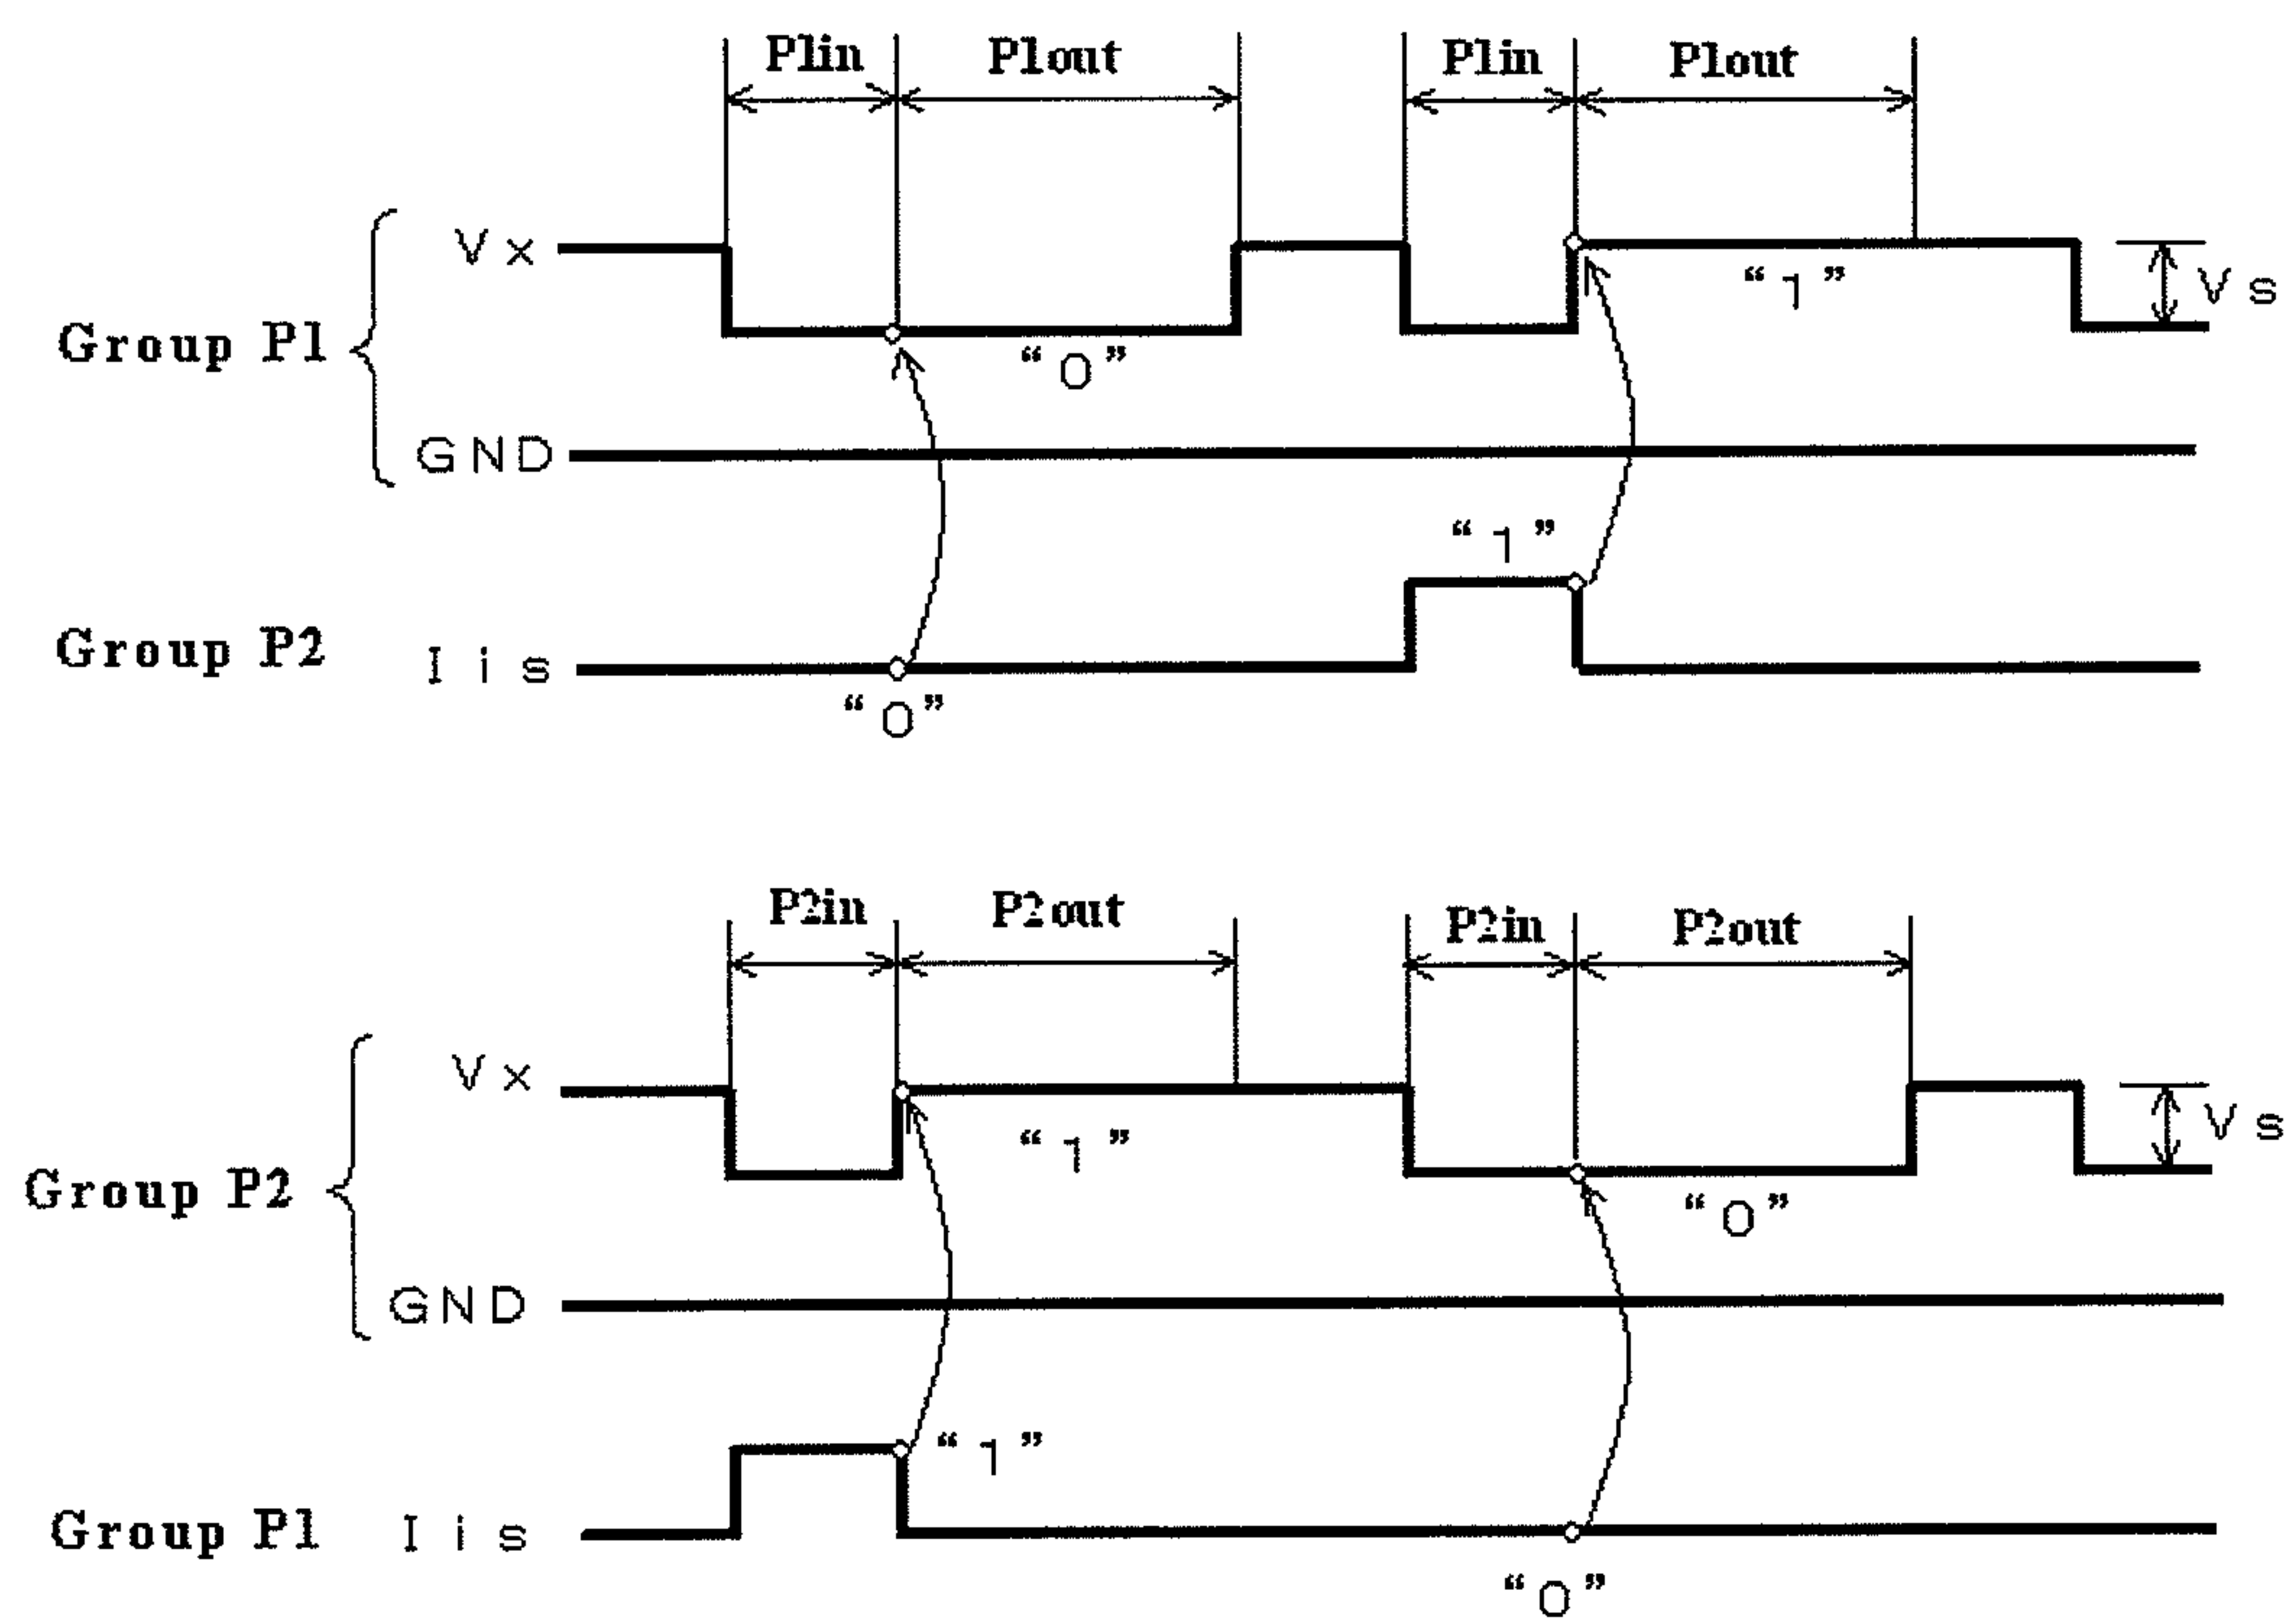 P1in P1out P1in P1out
Vx
Vs
Group P1
"1"
"0"
GND
"1"
Group P2 Iis
"0"
P2in P2out P2in P2out
Vx
Vs
"1"
Group P2
"0"
GND
"1"
Group P1 Iis
"0"